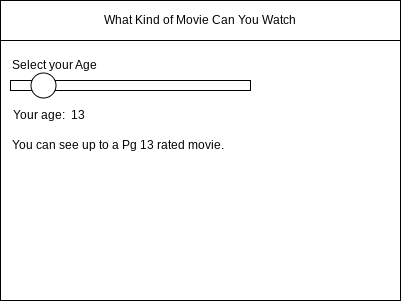 What Kind of Movie Can You Watch
Select your Age
Your age:  13
You can see up to a Pg 13 rated movie.